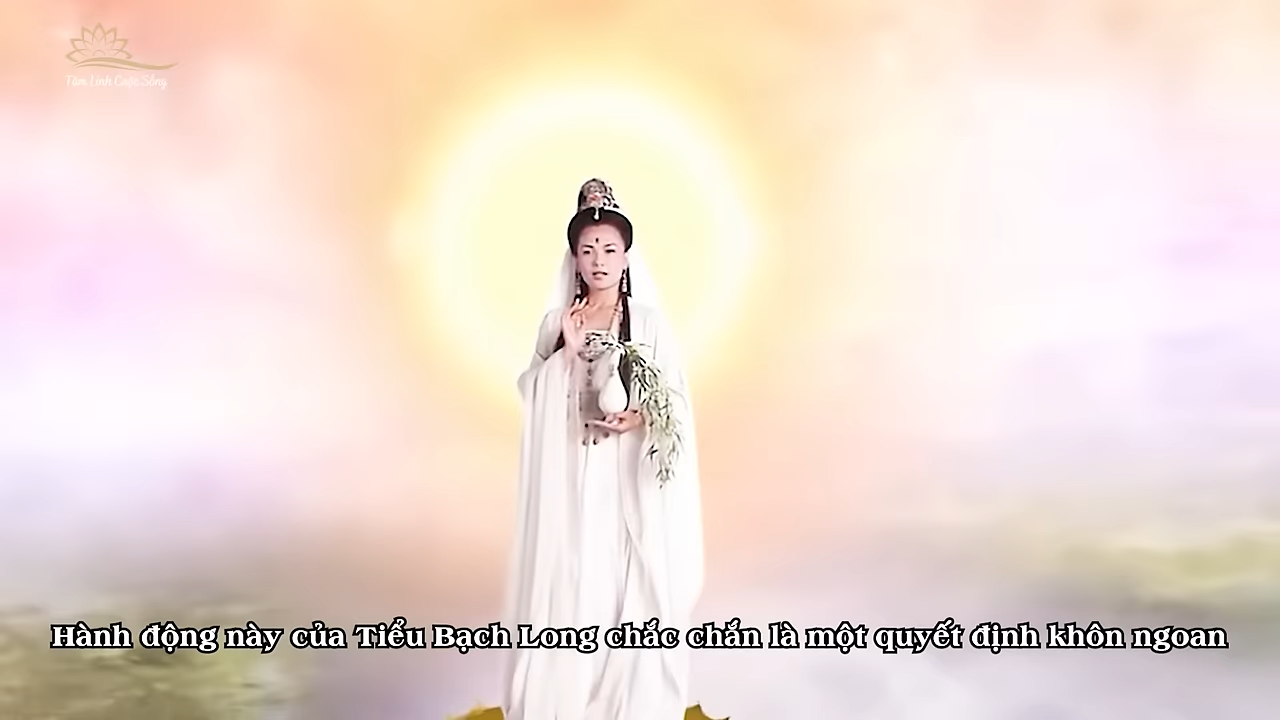 Tâm Linh Cuộc Sống
Hành động này của Tiểu Bạch Long chắc chắn là một quyết định khôn ngoan